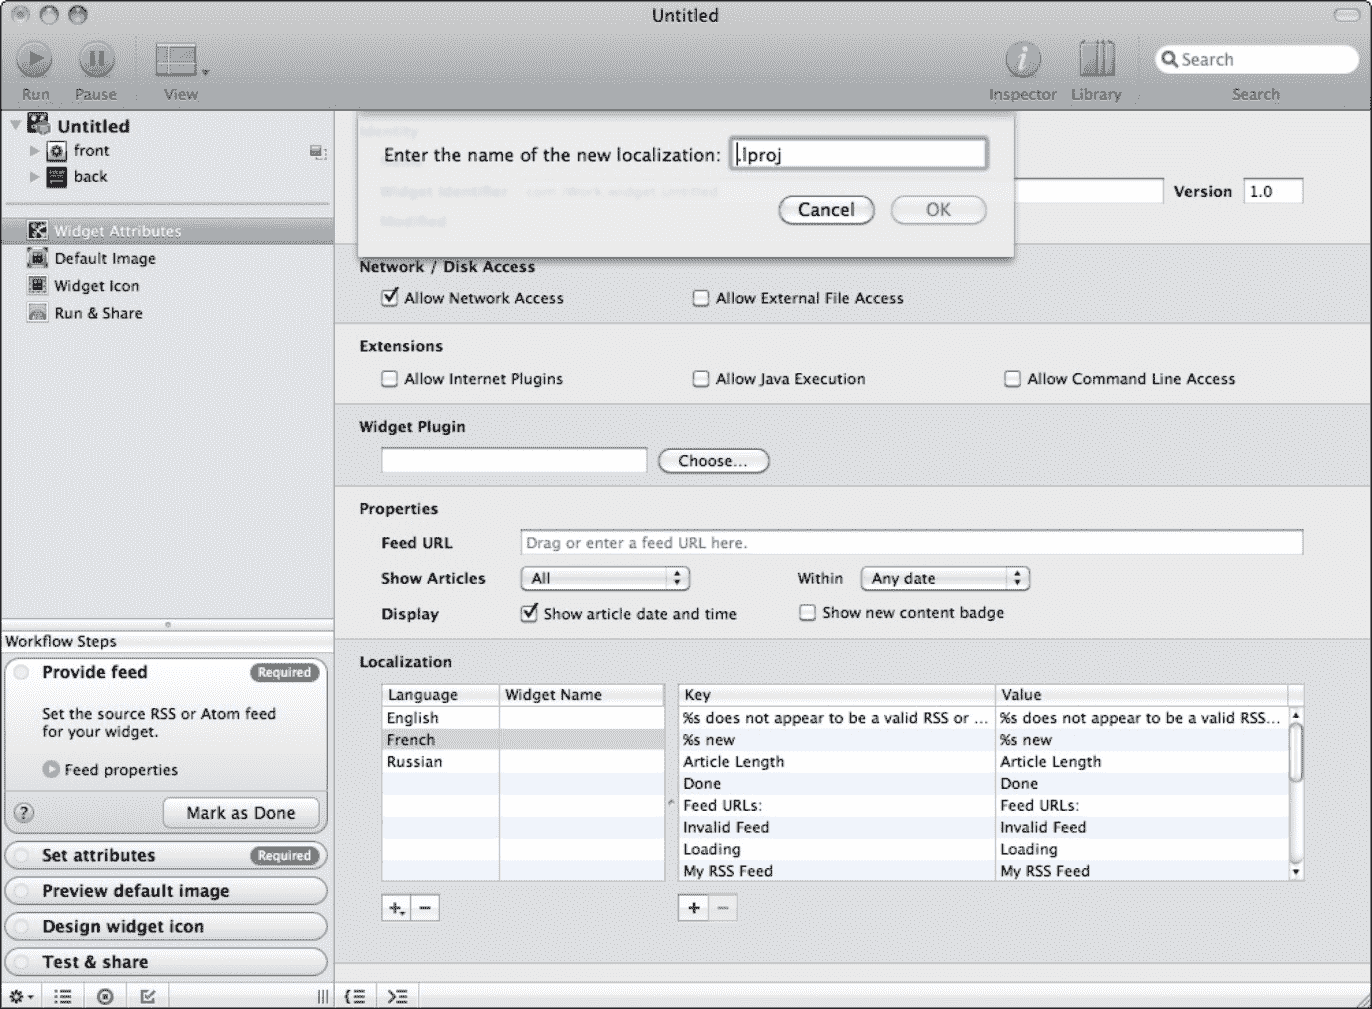 Untitled
Run Pause View Inspector Library Search
Search
Untitled
front
back
Widget Attributes
Default Image
Widget Icon
Run & Share
Identity
Enter the name of the new localization: .lproj
Widget Identifier
Modified
Cancel OK
Version 1.0
Network / Disk Access
Allow Network Access Allow External File Access
Extensions
Allow Internet Plugins Allow Java Execution Allow Command Line Access
Widget Plugin
Choose...
Properties
Feed URL Drag or enter a feed URL here.
Show Articles All Within Any date
Display Show article date and time Show new content badge
Localization
Language Widget Name Key Value
English %s does not appear to be a valid RSS or ... %s does not appear to be a valid RSS...
French %s new %s new
Russian Article Length Article Length
Done Done
Feed URLs: Feed URLs:
Invalid Feed Invalid Feed
Loading Loading
My RSS Feed My RSS Feed
Workflow Steps
Provide feed Required
Set the source RSS or Atom feed
for your widget.
Feed properties
? Mark as Done
Set attributes Required
Preview default image
Design widget icon
Test & share